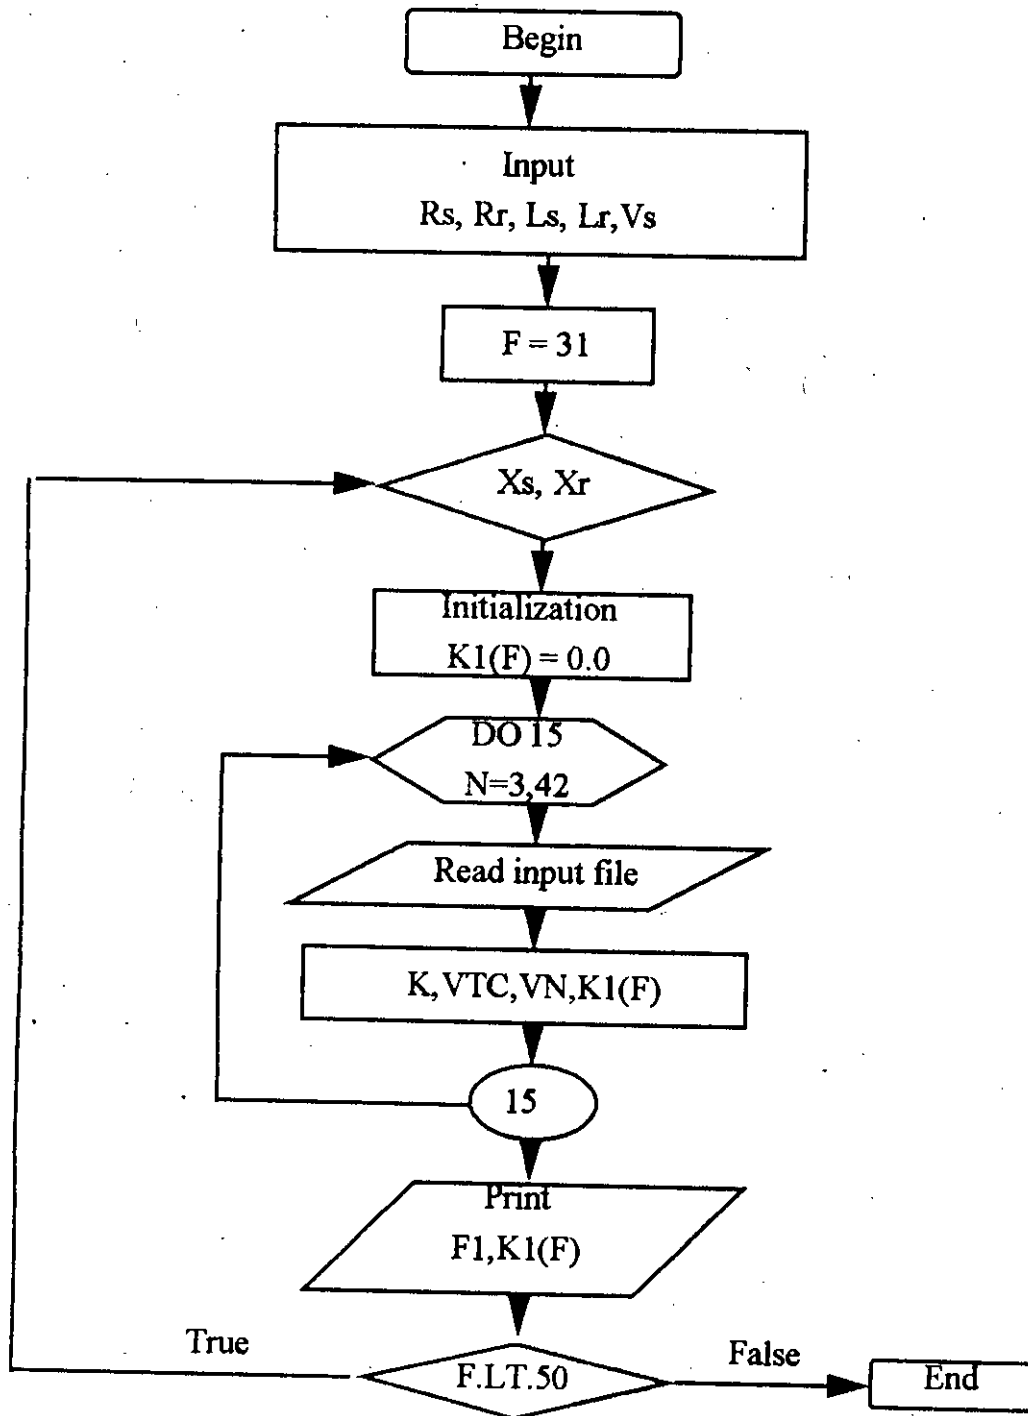 Begin
Input
Rs, Rr, Ls, Lr,Vs
F = 31
Xs, Xr
Initialization
K1(F) = 0.0
DO 15
N=3,42
Read input file
K,VTC,VN,K1(F)
15
Print
F1,K1(F)
True
F.LT.50
False
End